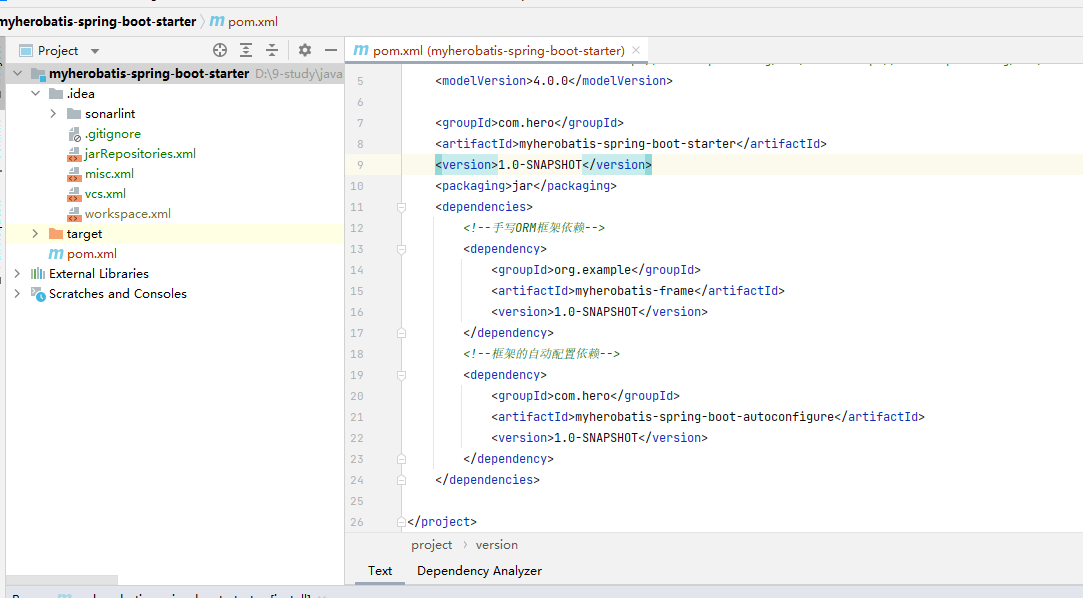 myherobatis-spring-boot-starter pom.xml
Project
pom.xml (myherobatis-spring-boot-starter)
myherobatis-spring-boot-starter D:\9-study\java
.idea
sonarlint
.gitignore
jarRepositories.xml
misc.xml
vcs.xml
workspace.xml
target
pom.xml
External Libraries
Scratches and Consoles
5 <modelVersion>4.0.0</modelVersion>
6
7 <groupId>com.hero</groupId>
8 <artifactId>myherobatis-spring-boot-starter</artifactId>
9 <version>1.0-SNAPSHOT</version>
10 <packaging>jar</packaging>
11 <dependencies>
12 <!--手写ORM框架依赖-->
13 <dependency>
14 <groupId>org.example</groupId>
15 <artifactId>myherobatis-frame</artifactId>
16 <version>1.0-SNAPSHOT</version>
17 </dependency>
18 <!--框架的自动配置依赖-->
19 <dependency>
20 <groupId>com.hero</groupId>
21 <artifactId>myherobatis-spring-boot-autoconfigure</artifactId>
22 <version>1.0-SNAPSHOT</version>
23 </dependency>
24 </dependencies>
25
26 </project>
project version
Text Dependency Analyzer